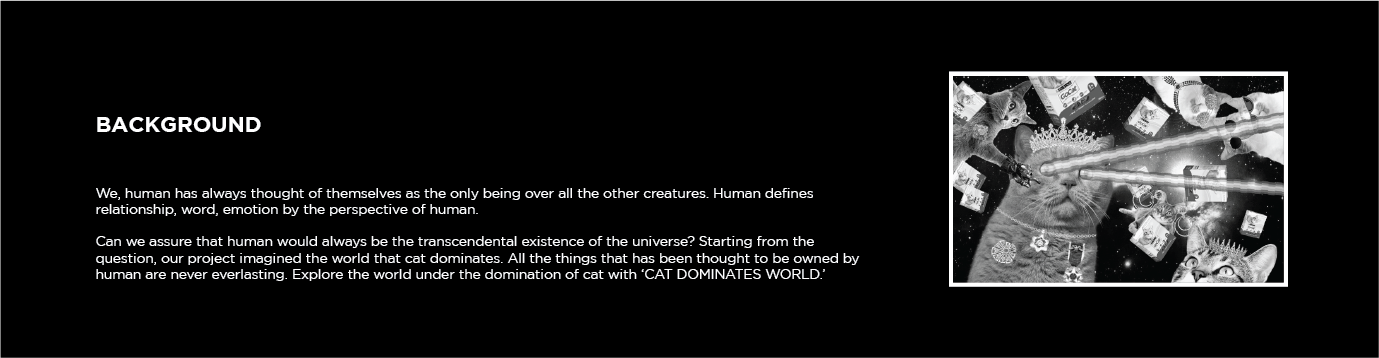 BACKGROUND
We, human has always thought of themselves as the only being over all the other creatures. Human defines
relationship, word, emotion by the perspective of human.
Can we assure that human would always be the transcendental existence of the universe? Starting from the
question, our project imagined the world that cat dominates. All the things that has been thought to be owned by
human are never everlasting. Explore the world under the domination of cat with ‘CAT DOMINATES WORLD.’